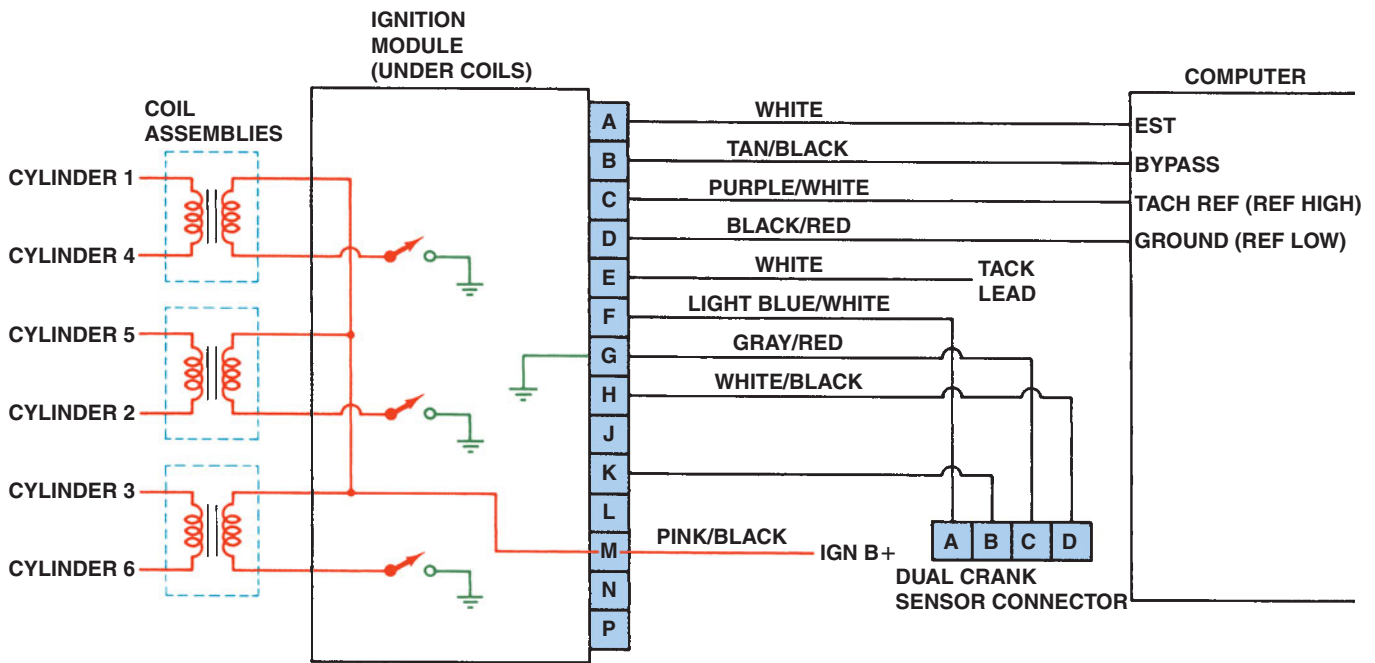 IGNITION
MODULE
(UNDER COILS)
COMPUTER
COIL
ASSEMBLIES
CYLINDER 1
CYLINDER 4
CYLINDER 5
CYLINDER 2
CYLINDER 3
CYLINDER 6
A
B
C
D
E
F
G
H
J
K
L
M
N
P
WHITE
TAN/BLACK
PURPLE/WHITE
BLACK/RED
WHITE
LIGHT BLUE/WHITE
GRAY/RED
WHITE/BLACK
PINK/BLACK
EST
BYPASS
TACH REF (REF HIGH)
GROUND (REF LOW)
TACK
LEAD
IGN B+
A B C D
DUAL CRANK
SENSOR CONNECTOR